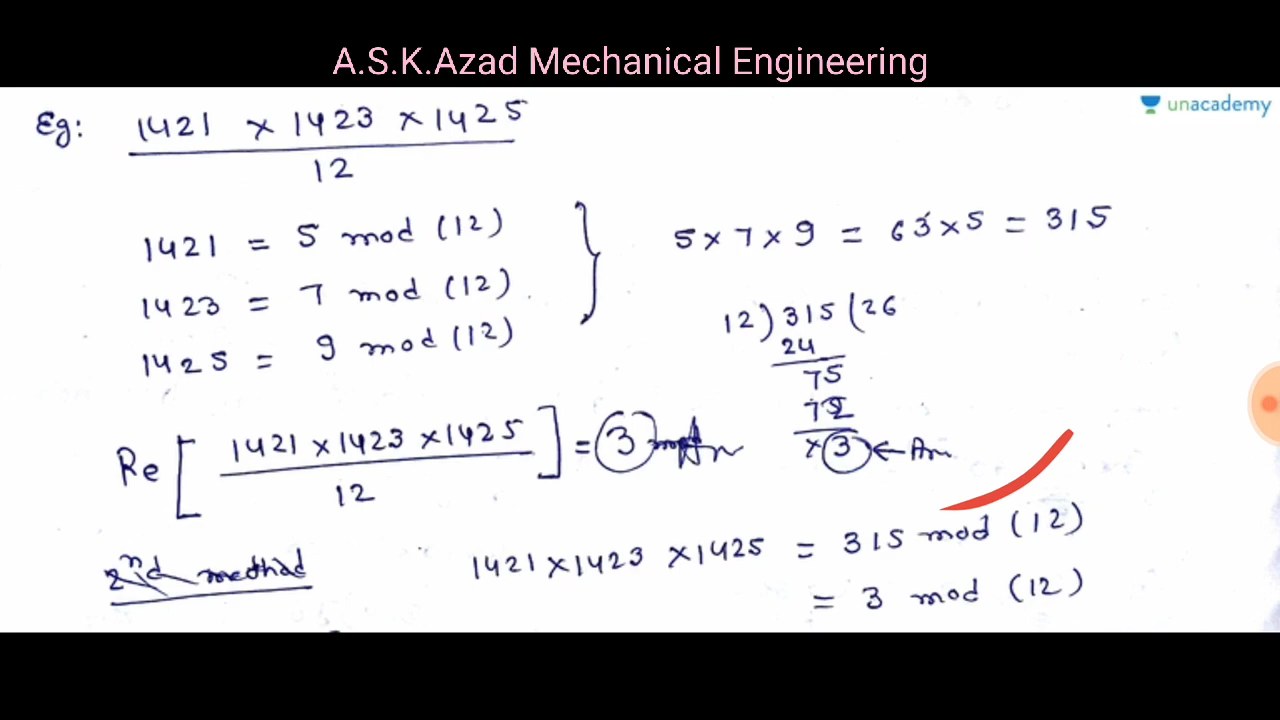 A.S.K.Azad Mechanical Engineering
unacademy
Eg: 1421 × 1423 × 1425
12
1421 = 5 mod (12)
1423 = 7 mod (12)
1425 = 9 mod (12)
5 × 7 × 9 = 63 × 5 = 315
12) 315 (26
24
75
72
× 3 ← An
Re [ 1421 × 1423 × 1425 ] = 3 An
12
2nd method
1421 × 1423 × 1425 = 315 mod (12)
= 3 mod (12)